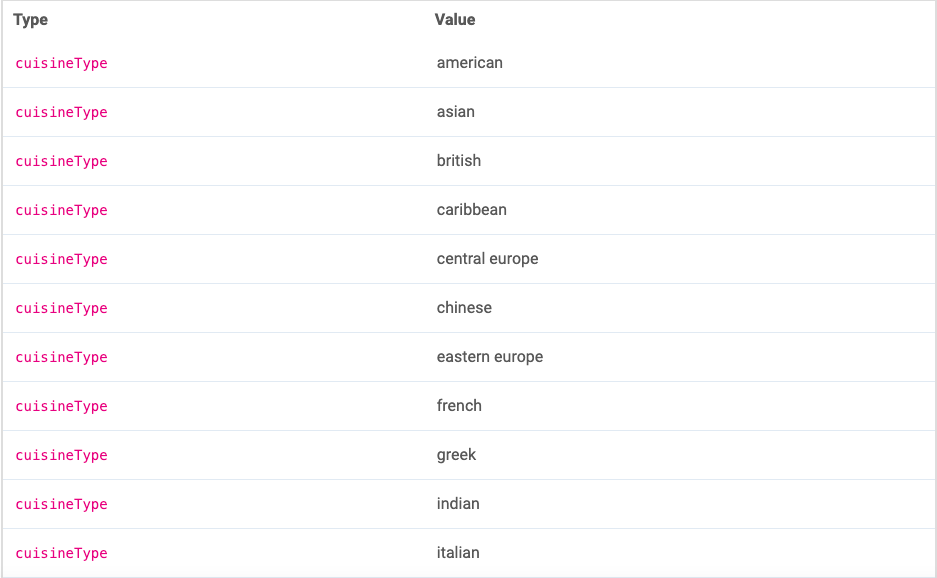 Type Value
cuisineType american
cuisineType asian
cuisineType british
cuisineType caribbean
cuisineType central europe
cuisineType chinese
cuisineType eastern europe
cuisineType french
cuisineType greek
cuisineType indian
cuisineType italian